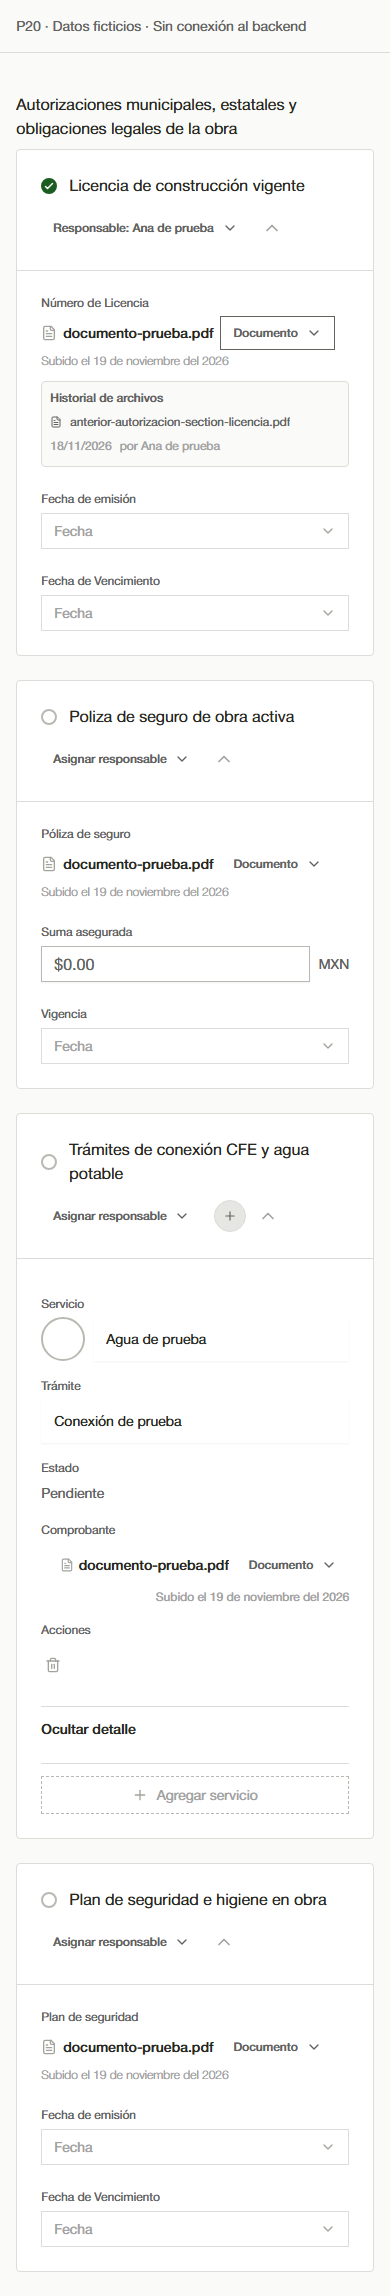 P20 · Datos ficticios · Sin conexión al backend
Autorizaciones municipales, estatales y
obligaciones legales de la obra
Licencia de construcción vigente
Responsable: Ana de prueba
Número de Licencia
documento-prueba.pdf Documento
Subido el 19 de noviembre del 2026
Historial de archivos
anterior-autorizacion-section-licencia.pdf
18/11/2026 por Ana de prueba
Fecha de emisión
Fecha
Fecha de Vencimiento
Fecha
Poliza de seguro de obra activa
Asignar responsable
Póliza de seguro
documento-prueba.pdf Documento
Subido el 19 de noviembre del 2026
Suma asegurada
$0.00 MXN
Vigencia
Fecha
Trámites de conexión CFE y agua
potable
Asignar responsable
Servicio
Agua de prueba
Trámite
Conexión de prueba
Estado
Pendiente
Comprobante
documento-prueba.pdf Documento
Subido el 19 de noviembre del 2026
Acciones
Ocultar detalle
+ Agregar servicio
Plan de seguridad e higiene en obra
Asignar responsable
Plan de seguridad
documento-prueba.pdf Documento
Subido el 19 de noviembre del 2026
Fecha de emisión
Fecha
Fecha de Vencimiento
Fecha